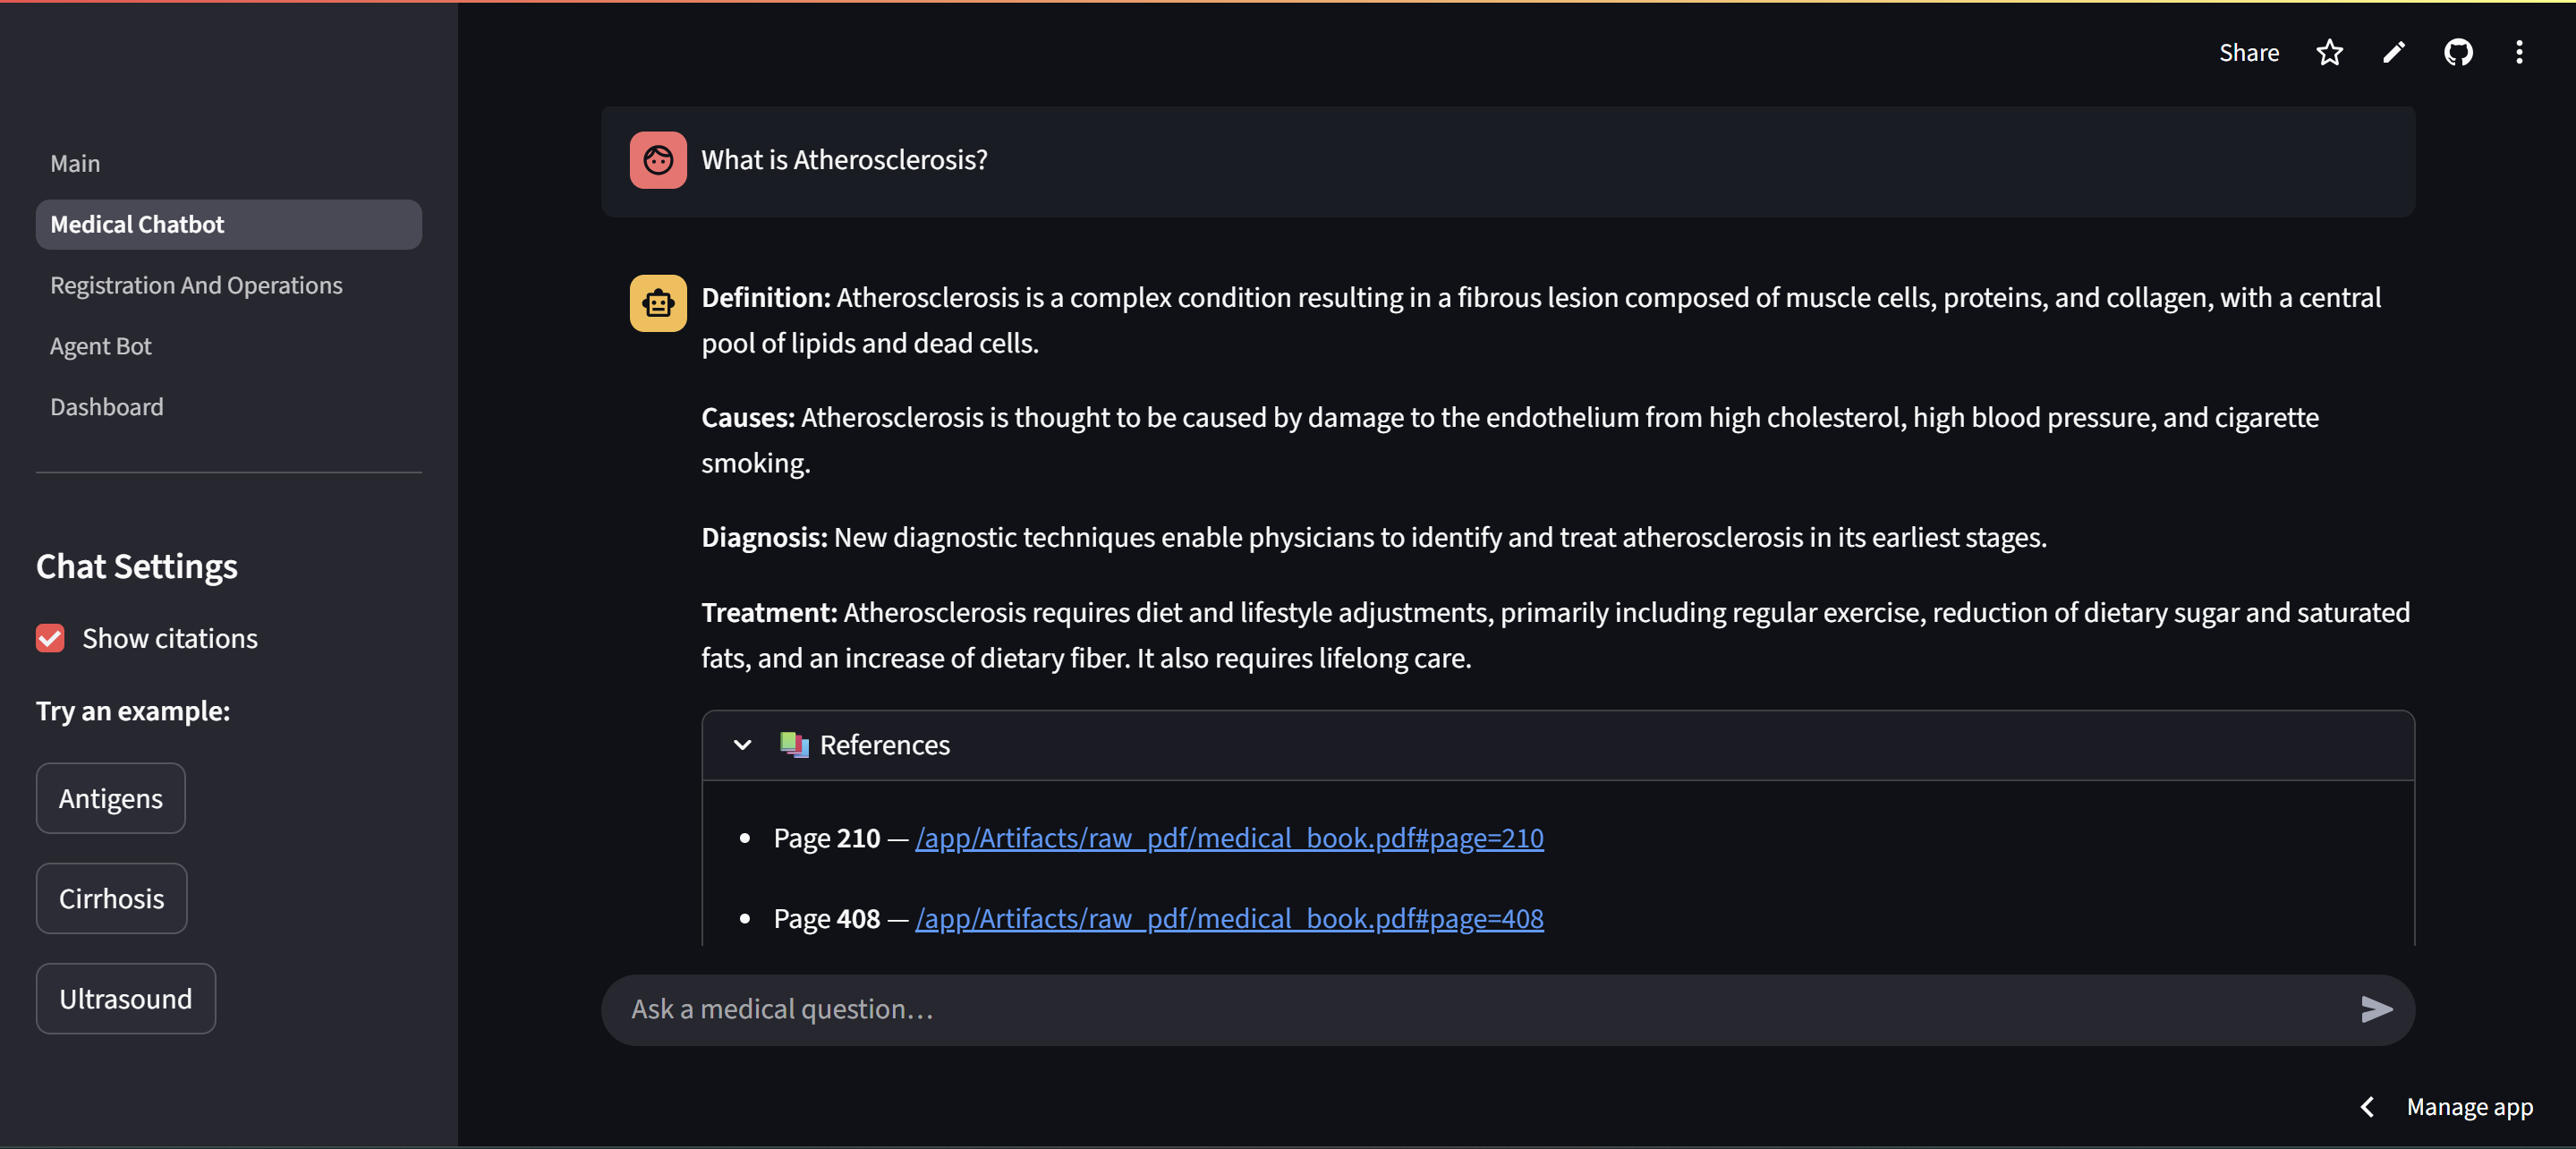 Share
Main
Medical Chatbot
Registration And Operations
Agent Bot
Dashboard
Chat Settings
Show citations
Try an example:
Antigens
Cirrhosis
Ultrasound
What is Atherosclerosis?
Definition: Atherosclerosis is a complex condition resulting in a fibrous lesion composed of muscle cells, proteins, and collagen, with a central
pool of lipids and dead cells.
Causes: Atherosclerosis is thought to be caused by damage to the endothelium from high cholesterol, high blood pressure, and cigarette
smoking.
Diagnosis: New diagnostic techniques enable physicians to identify and treat atherosclerosis in its earliest stages.
Treatment: Atherosclerosis requires diet and lifestyle adjustments, primarily including regular exercise, reduction of dietary sugar and saturated
fats, and an increase of dietary fiber. It also requires lifelong care.
References
• Page 210 — /app/Artifacts/raw_pdf/medical_book.pdf#page=210
• Page 408 — /app/Artifacts/raw_pdf/medical_book.pdf#page=408
Ask a medical question…
Manage app